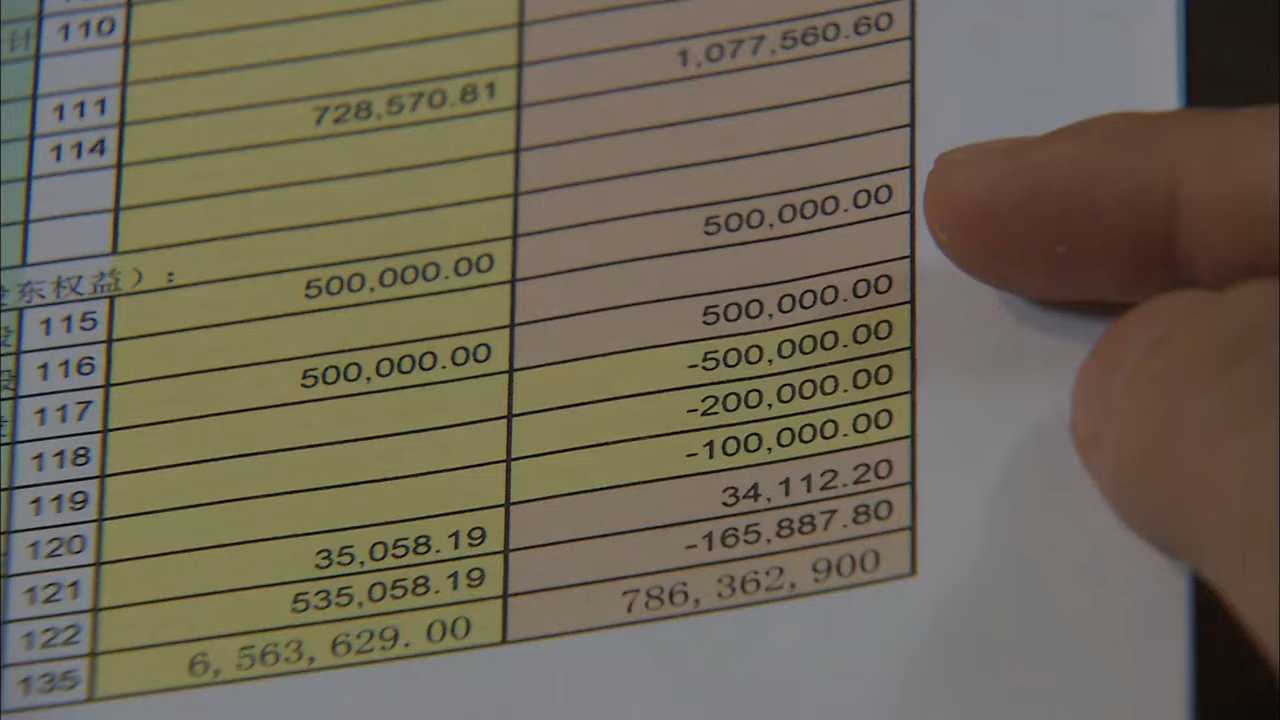 计 110
111
114 728,570.81 1,077,560.60
东权益）：
115 500,000.00 500,000.00
116
117 500,000.00 500,000.00
118 -500,000.00
119 -200,000.00
120 -100,000.00
121 35,058.19 34,112.20
122 535,058.19 -165,887.80
135 6,563,629.00 786,362,900